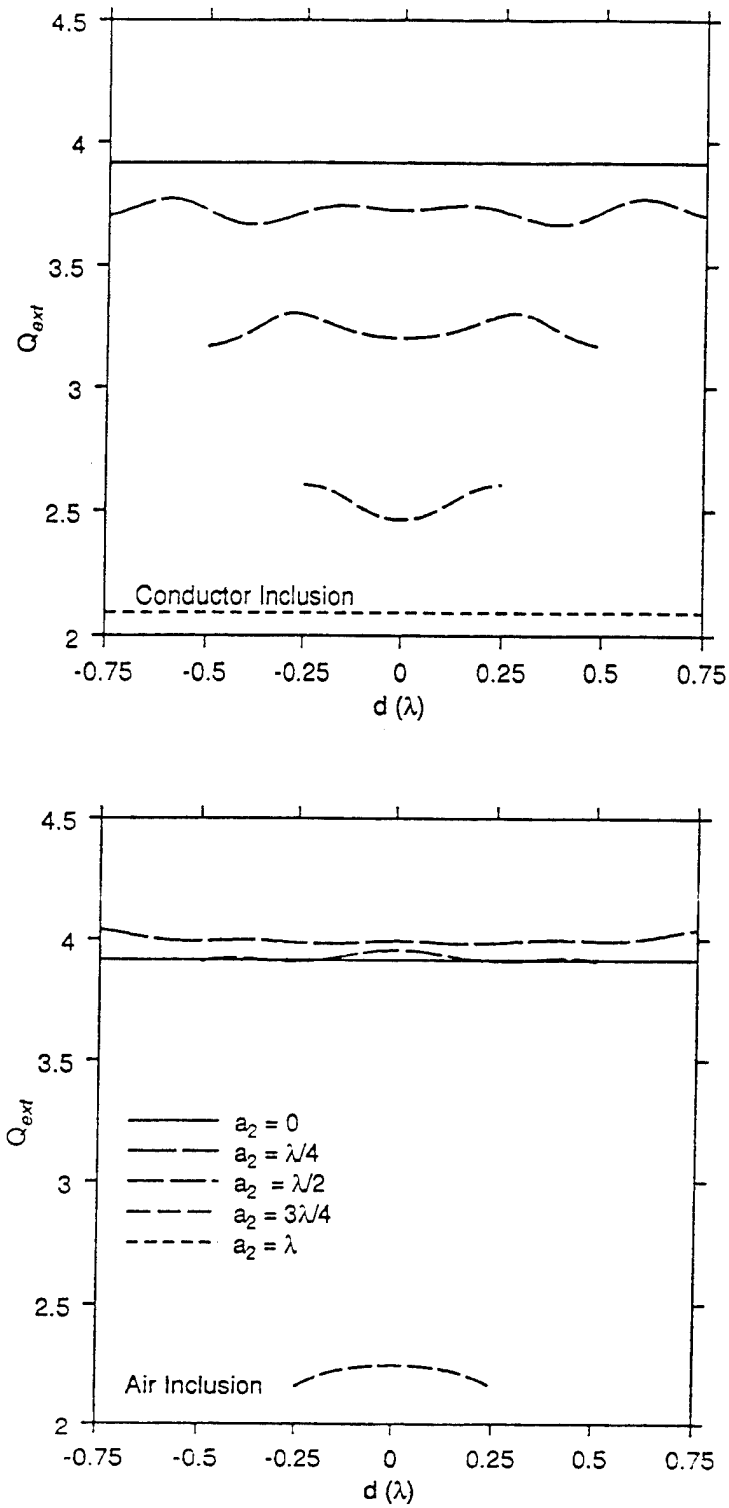 4.5
4
3.5
3
2.5
2
Q_ext
Conductor Inclusion
-0.75 -0.5 -0.25 0 0.25 0.5 0.75
d (λ)
4.5
4
3.5
3
2.5
2
Q_ext
a₂ = 0
a₂ = λ/4
a₂ = λ/2
a₂ = 3λ/4
a₂ = λ
Air Inclusion
-0.75 -0.5 -0.25 0 0.25 0.5 0.75
d (λ)